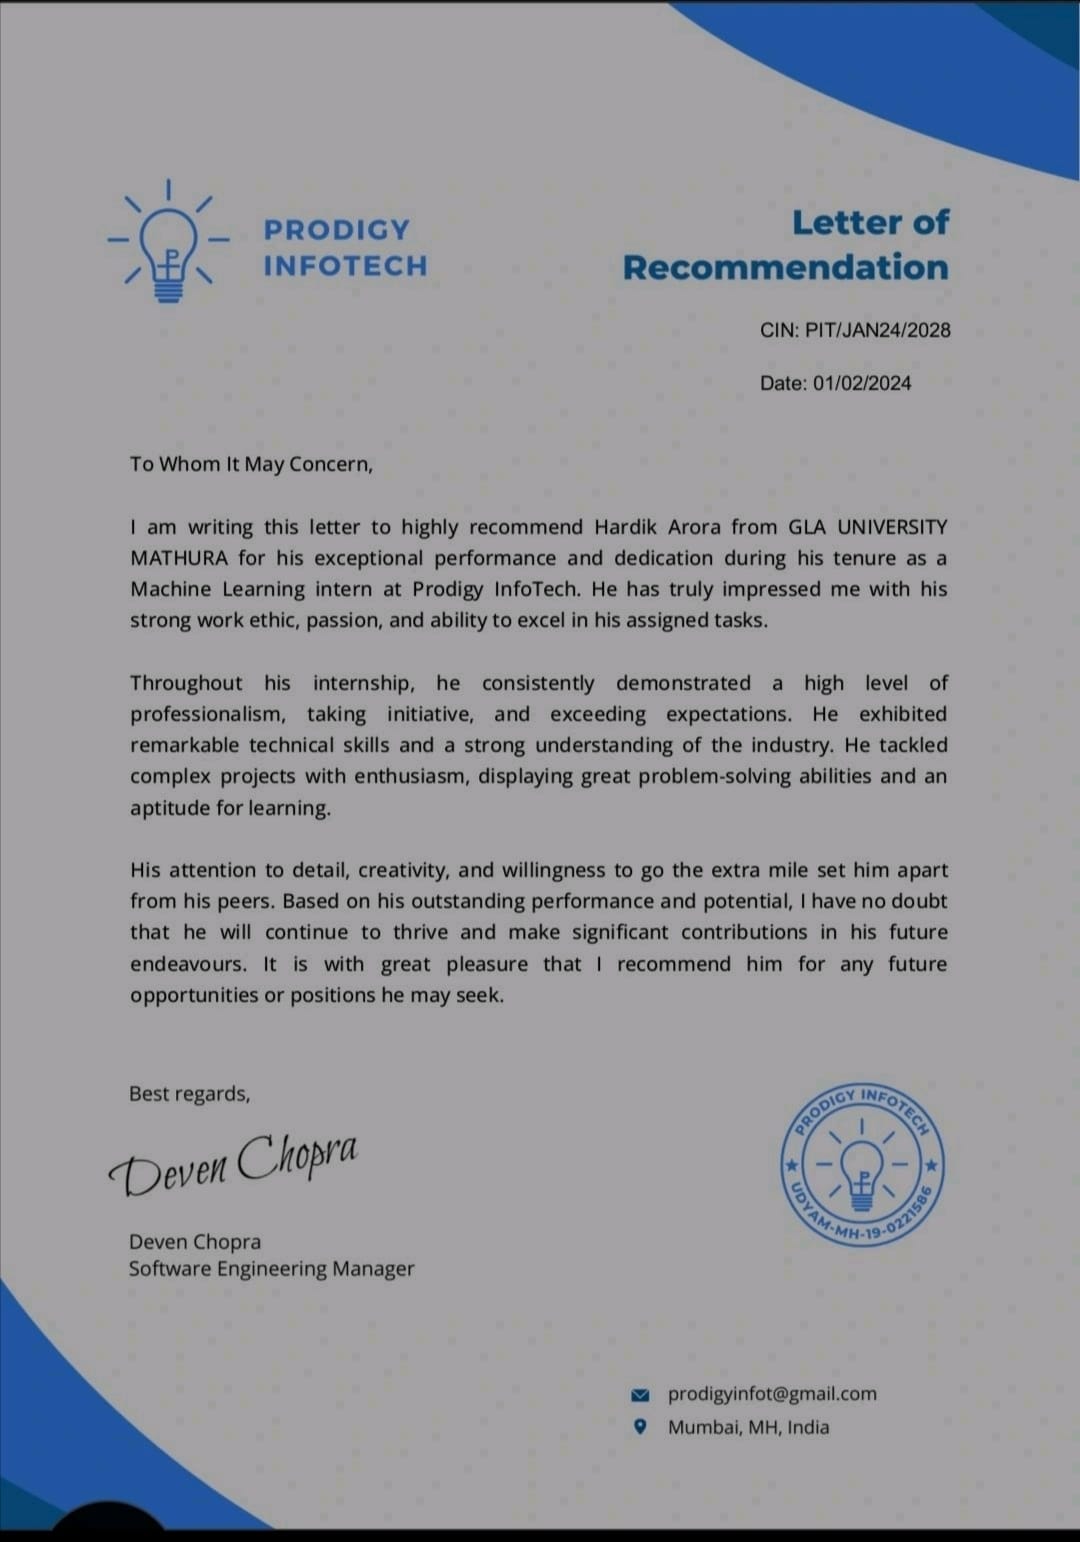 PRODIGY
INFOTECH
Letter of
Recommendation
CIN: PIT/JAN24/2028
Date: 01/02/2024
To Whom It May Concern,
I am writing this letter to highly recommend Hardik Arora from GLA UNIVERSITY
MATHURA for his exceptional performance and dedication during his tenure as a
Machine Learning intern at Prodigy InfoTech. He has truly impressed me with his
strong work ethic, passion, and ability to excel in his assigned tasks.
Throughout his internship, he consistently demonstrated a high level of
professionalism, taking initiative, and exceeding expectations. He exhibited
remarkable technical skills and a strong understanding of the industry. He tackled
complex projects with enthusiasm, displaying great problem-solving abilities and an
aptitude for learning.
His attention to detail, creativity, and willingness to go the extra mile set him apart
from his peers. Based on his outstanding performance and potential, I have no doubt
that he will continue to thrive and make significant contributions in his future
endeavours. It is with great pleasure that I recommend him for any future
opportunities or positions he may seek.
Best regards,
Deven Chopra
Deven Chopra
Software Engineering Manager
PRODIGY INFOTECH
UDYAM-MH-19-0221586
prodigyinfot@gmail.com
Mumbai, MH, India